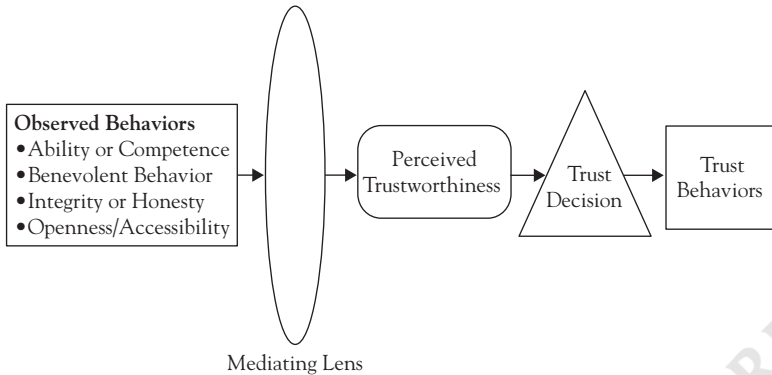 Observed Behaviors
•Ability or Competence
•Benevolent Behavior
•Integrity or Honesty
•Openness/Accessibility
Perceived
Trustworthiness
Trust
Decision
Trust
Behaviors
Mediating Lens